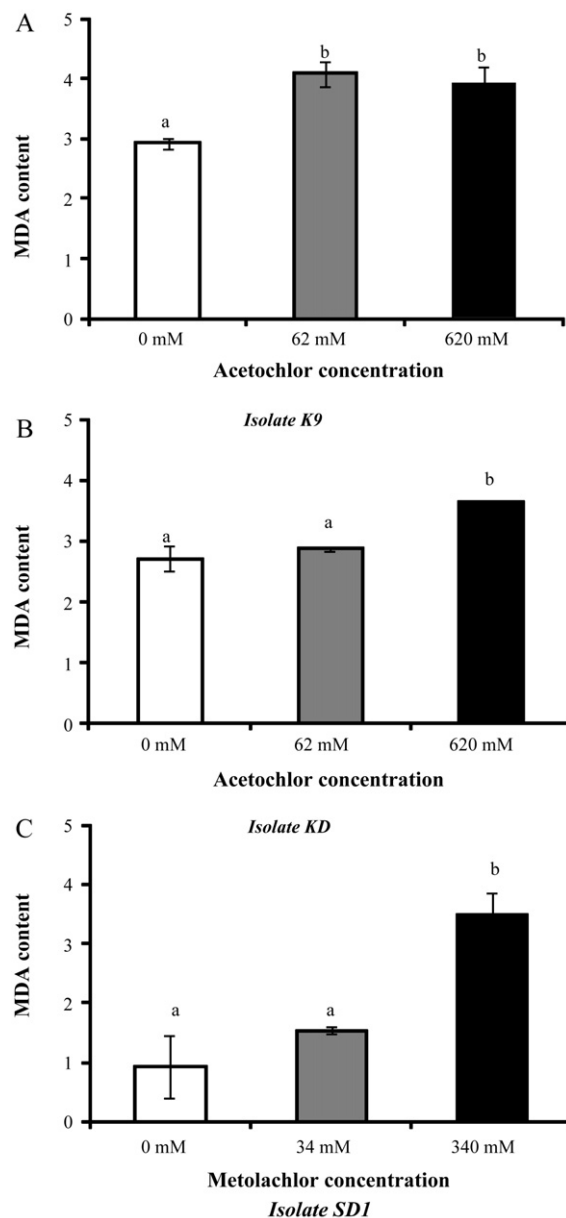 A
5
4
3
2
1
0
MDA content
a
b
b
0 mM 62 mM 620 mM
Acetochlor concentration
Isolate K9
B
5
4
3
2
1
0
MDA content
a
a
b
0 mM 62 mM 620 mM
Acetochlor concentration
Isolate KD
C
5
4
3
2
1
0
MDA content
a
a
b
0 mM 34 mM 340 mM
Metolachlor concentration
Isolate SD1